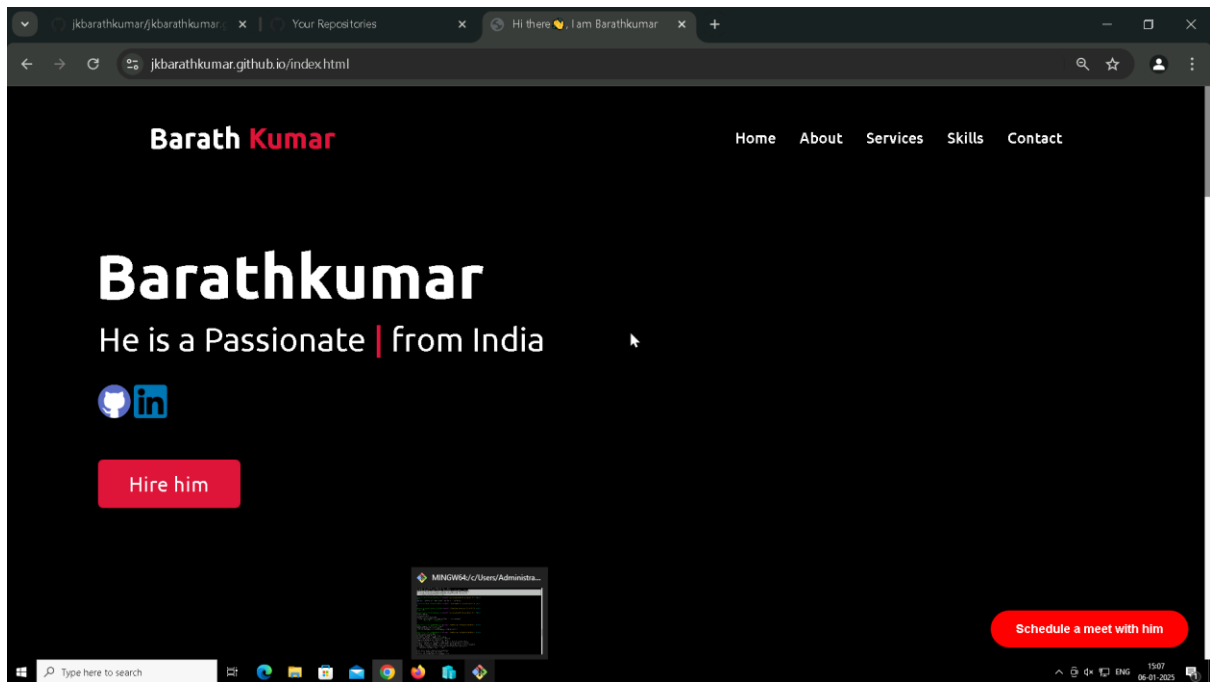 jkbarathkumar/jkbarathkumar.g
Your Repositories
Hi there 👋, I am Barathkumar
jkbarathkumar.github.io/index.html
Barath Kumar
Home About Services Skills Contact
Barathkumar
He is a Passionate | from India
in
Hire him
MINGW64:/c/Users/Administra...
Schedule a meet with him
Type here to search
ENG
15:07
06-01-2025